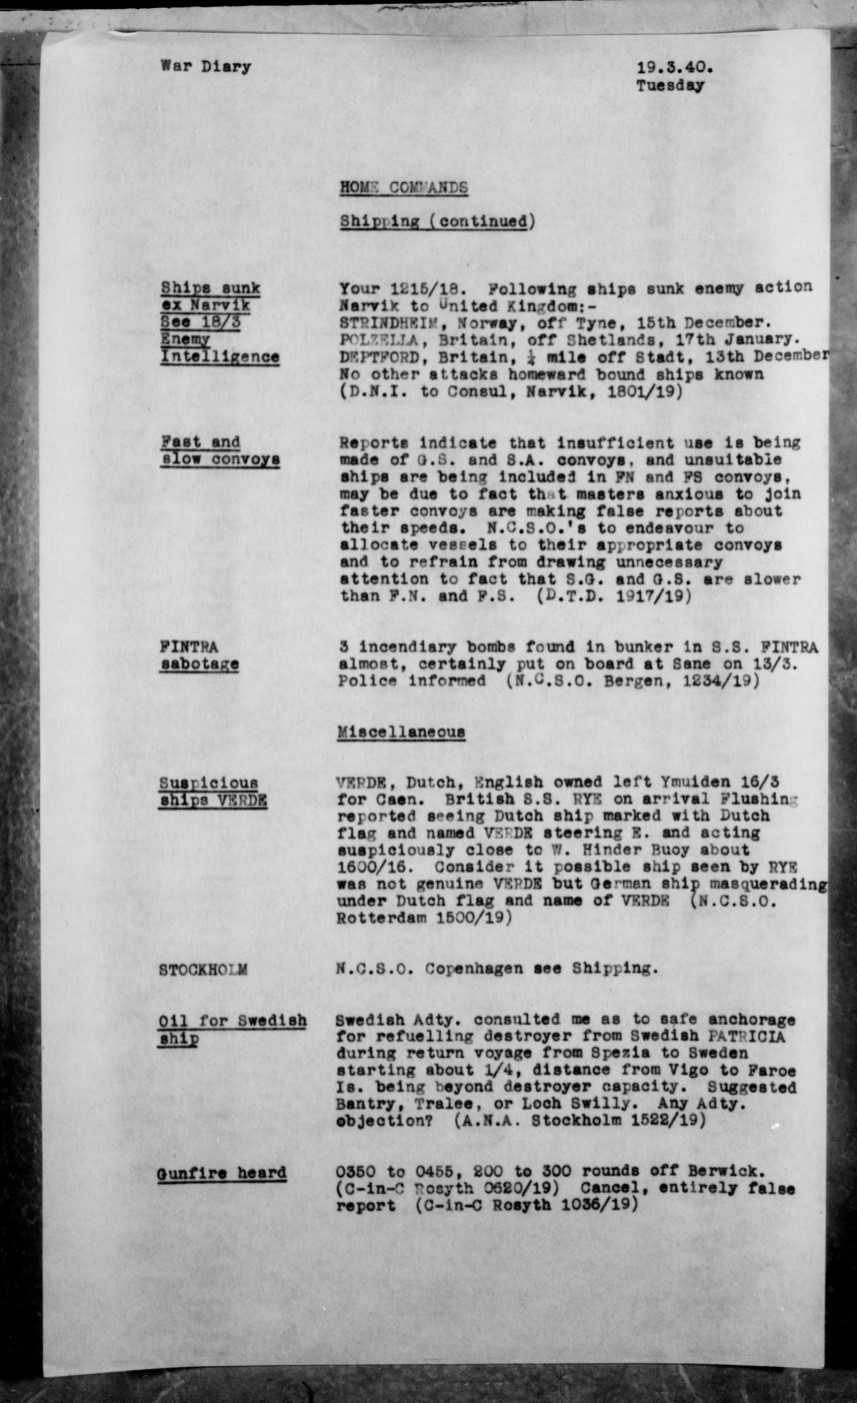 War Diary
19.3.40.
Tuesday
HOME COMMANDS
Shipping (continued)
Ships sunk
ex Narvik
See 18/3
Enemy
Intelligence
Your 1215/18. Following ships sunk enemy action
Narvik to United Kingdom:-
STRINDHEIM, Norway, off Tyne, 15th December.
POLZELLA, Britain, off Shetlands, 17th January.
DEPTFORD, Britain, ¼ mile off Stadt, 13th December
No other attacks homeward bound ships known
(D.N.I. to Consul, Narvik, 1801/19)
Fast and
slow convoys
Reports indicate that insufficient use is being
made of G.S. and S.A. convoys, and unsuitable
ships are being included in FN and FS convoys,
may be due to fact that masters anxious to join
faster convoys are making false reports about
their speeds. N.C.S.O.'s to endeavour to
allocate vessels to their appropriate convoys
and to refrain from drawing unnecessary
attention to fact that S.G. and G.S. are slower
than F.N. and F.S. (D.T.D. 1917/19)
FINTRA
sabotage
3 incendiary bombs found in bunker in S.S. FINTRA
almost, certainly put on board at Sane on 13/3.
Police informed (N.C.S.O. Bergen, 1234/19)
Miscellaneous
Suspicious
ships VERDE
VERDE, Dutch, English owned left Ymuiden 16/3
for Caen. British S.S. RYE on arrival Flushing
reported seeing Dutch ship marked with Dutch
flag and named VERDE steering E. and acting
suspiciously close to W. Hinder Buoy about
1600/16. Consider it possible ship seen by RYE
was not genuine VERDE but German ship masquerading
under Dutch flag and name of VERDE (N.C.S.O.
Rotterdam 1500/19)
STOCKHOLM
N.C.S.O. Copenhagen see Shipping.
Oil for Swedish
ship
Swedish Adty. consulted me as to safe anchorage
for refuelling destroyer from Swedish PATRICIA
during return voyage from Spezia to Sweden
starting about 1/4, distance from Vigo to Faroe
Is. being beyond destroyer capacity. Suggested
Bantry, Tralee, or Loch Swilly. Any Adty.
objection? (A.N.A. Stockholm 1522/19)
Gunfire heard
0350 to 0455, 200 to 300 rounds off Berwick.
(C-in-C Rosyth 0620/19) Cancel, entirely false
report (C-in-C Rosyth 1036/19)